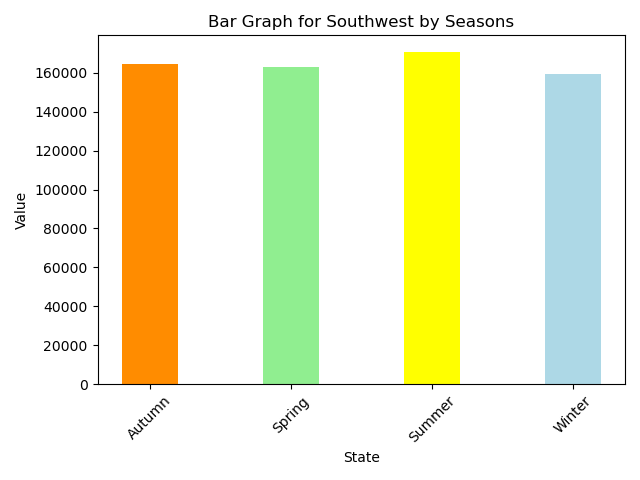 Bar Graph for Southwest by Seasons
Value
160000
140000
120000
100000
80000
60000
40000
20000
0
Autumn
Spring
Summer
Winter
State